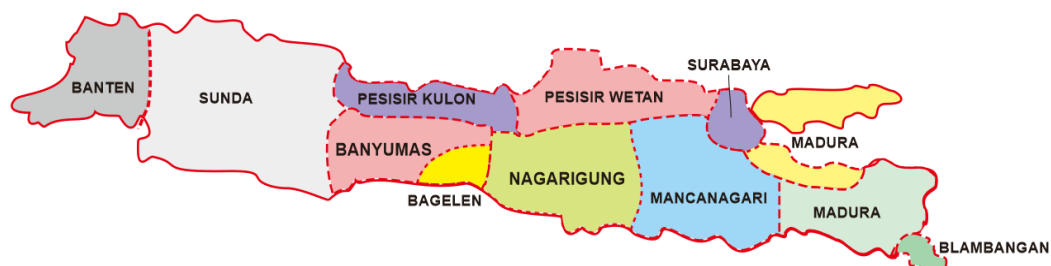 BANTEN
SUNDA
PESISIR KULON
PESISIR WETAN
SURABAYA
MADURA
BANYUMAS
BAGELEN
NAGARIGUNG
MANCANAGARI
MADURA
BLAMBANGAN